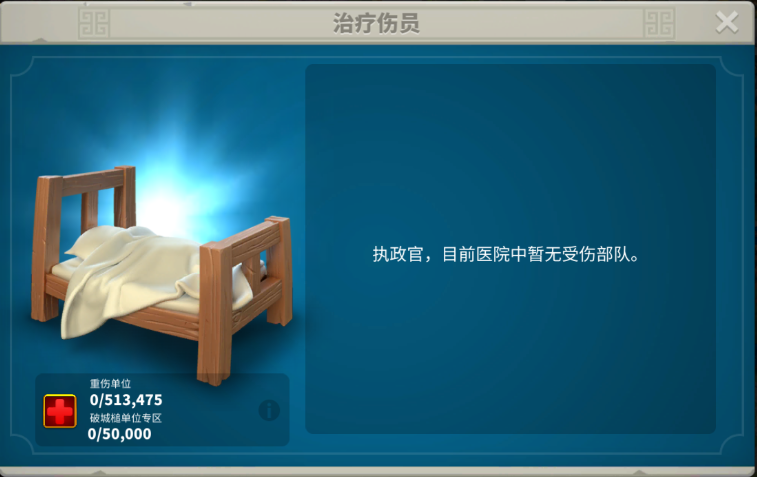 治疗伤员
执政官，目前医院中暂无受伤部队。
重伤单位
0/513,475
破城槌单位专区
0/50,000